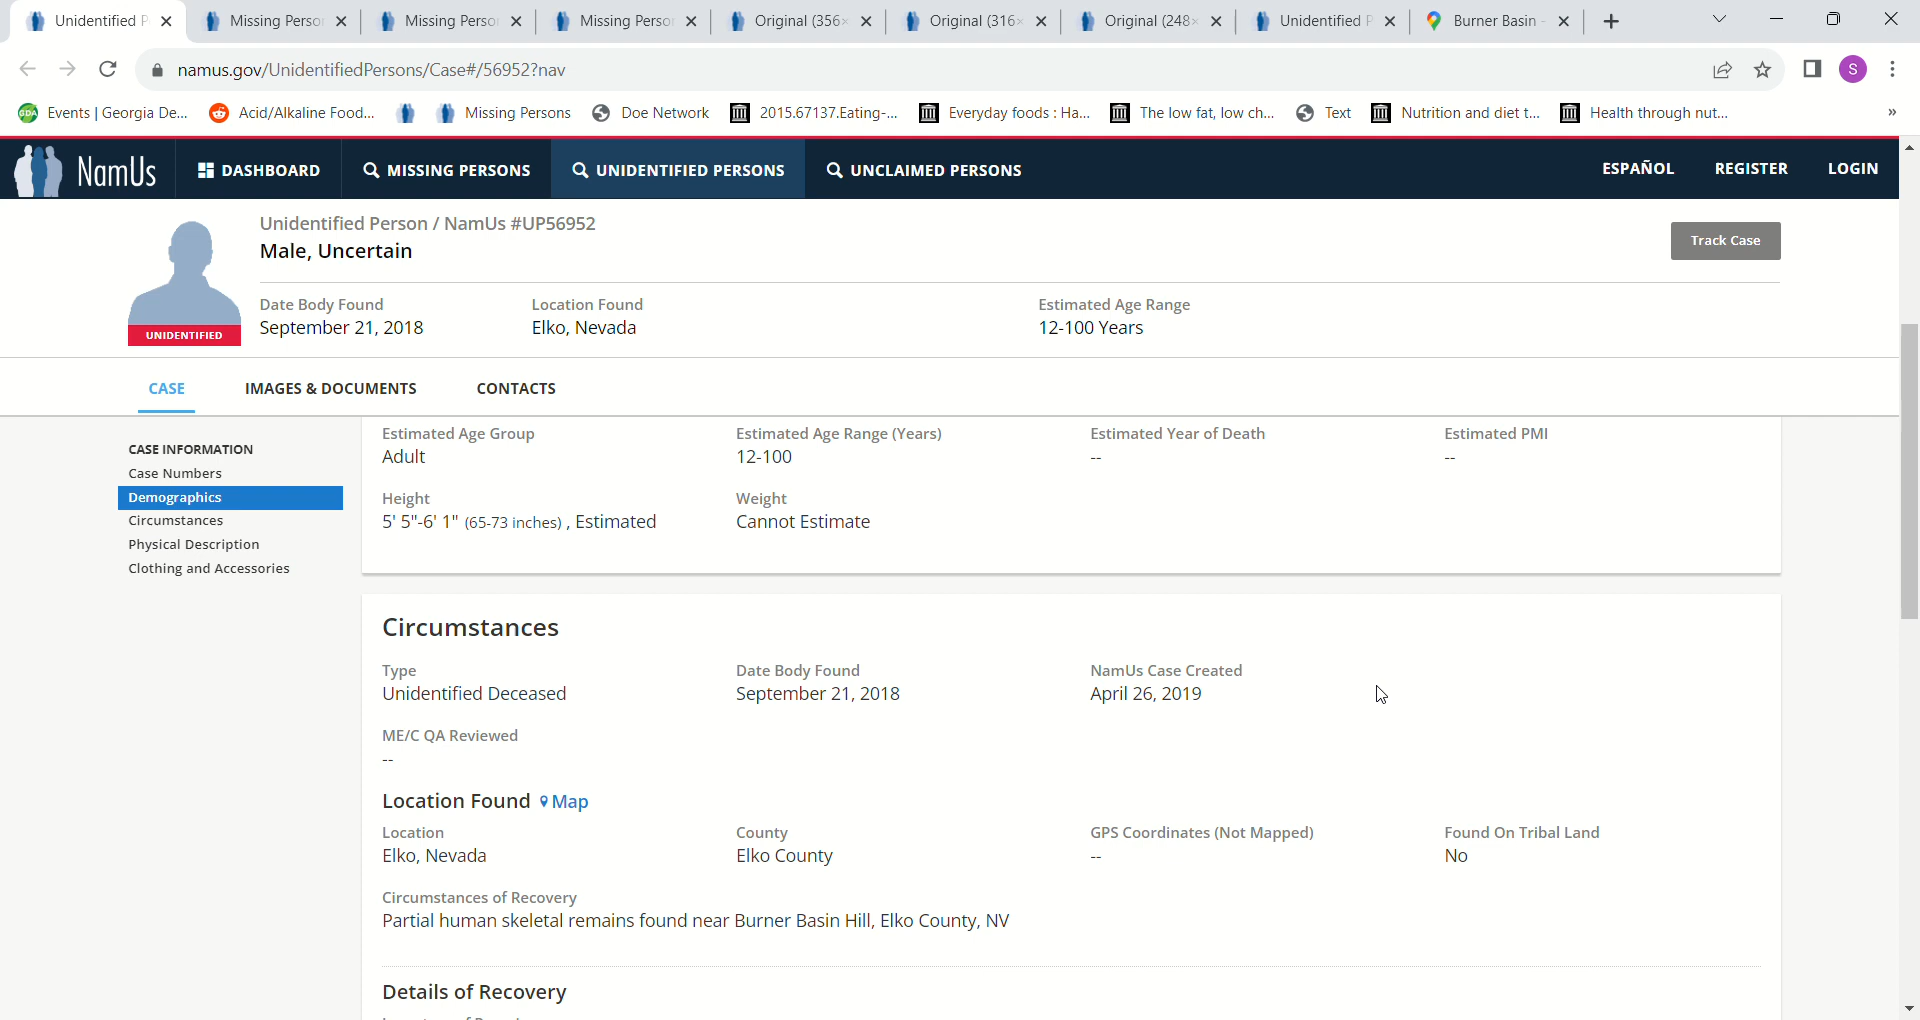 Unidentified P
Missing Perso
Missing Perso
Missing Perso
Original (356×
Original (316×
Original (248×
Unidentified P
Burner Basin -
namus.gov/UnidentifiedPersons/Case#/56952?nav
S
GDA Events | Georgia De...
Acid/Alkaline Food...
Missing Persons
Doe Network
2015.67137.Eating-...
Everyday foods : Ha...
The low fat, low ch...
Text
Nutrition and diet t...
Health through nut...
»
NamUs
DASHBOARD
MISSING PERSONS
UNIDENTIFIED PERSONS
UNCLAIMED PERSONS
ESPAÑOL
REGISTER
LOGIN
Unidentified Person / NamUs #UP56952
Male, Uncertain
Track Case
UNIDENTIFIED
Date Body Found
September 21, 2018
Location Found
Elko, Nevada
Estimated Age Range
12-100 Years
CASE
IMAGES & DOCUMENTS
CONTACTS
CASE INFORMATION
Case Numbers
Demographics
Circumstances
Physical Description
Clothing and Accessories
Estimated Age Group
Adult
Estimated Age Range (Years)
12-100
Estimated Year of Death
--
Estimated PMI
--
Height
5' 5"-6' 1" (65-73 inches) , Estimated
Weight
Cannot Estimate
Circumstances
Type
Unidentified Deceased
Date Body Found
September 21, 2018
NamUs Case Created
April 26, 2019
ME/C QA Reviewed
--
Location Found Map
Location
Elko, Nevada
County
Elko County
GPS Coordinates (Not Mapped)
--
Found On Tribal Land
No
Circumstances of Recovery
Partial human skeletal remains found near Burner Basin Hill, Elko County, NV
Details of Recovery